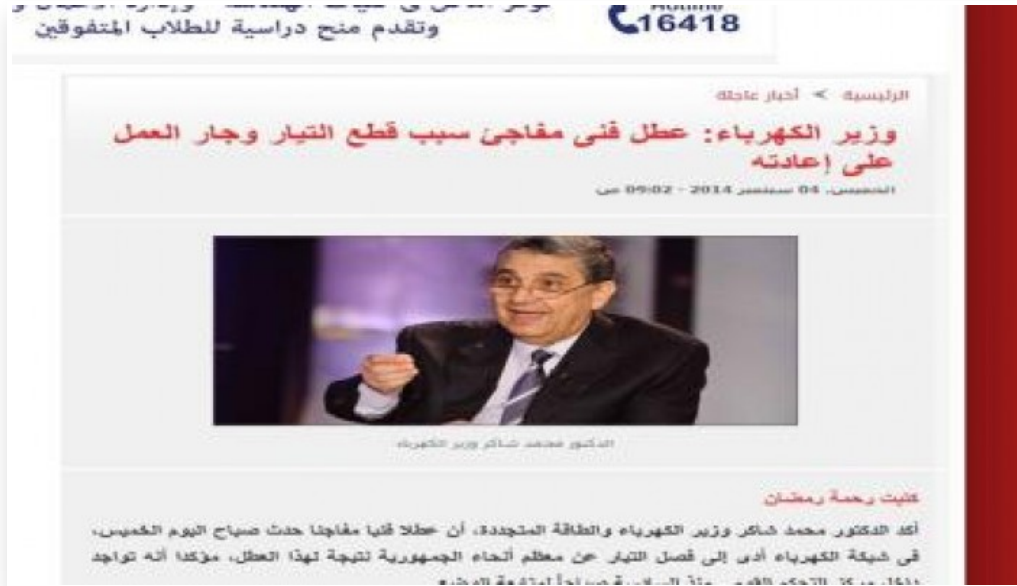 وتقدم منح دراسية للطلاب المتفوقين
16418
الرئيسية > أخبار عاجلة
وزير الكهرباء: عطل فنى مفاجئ سبب قطع التيار وجار العمل
على إعادته
الخميس، 04 سبتمبر 2014 - 09:02 ص
الدكتور محمد شاكر وزير الكهرباء
كتبت رحمة رمضان
أكد الدكتور محمد شاكر وزير الكهرباء والطاقة المتجددة، أن عطلا فنيا مفاجئا حدث صباح اليوم الخميس،
فى شبكة الكهرباء أدى إلى فصل التيار عن معظم أنحاء الجمهورية نتيجة لهذا العطل، مؤكدا أنه تواجد